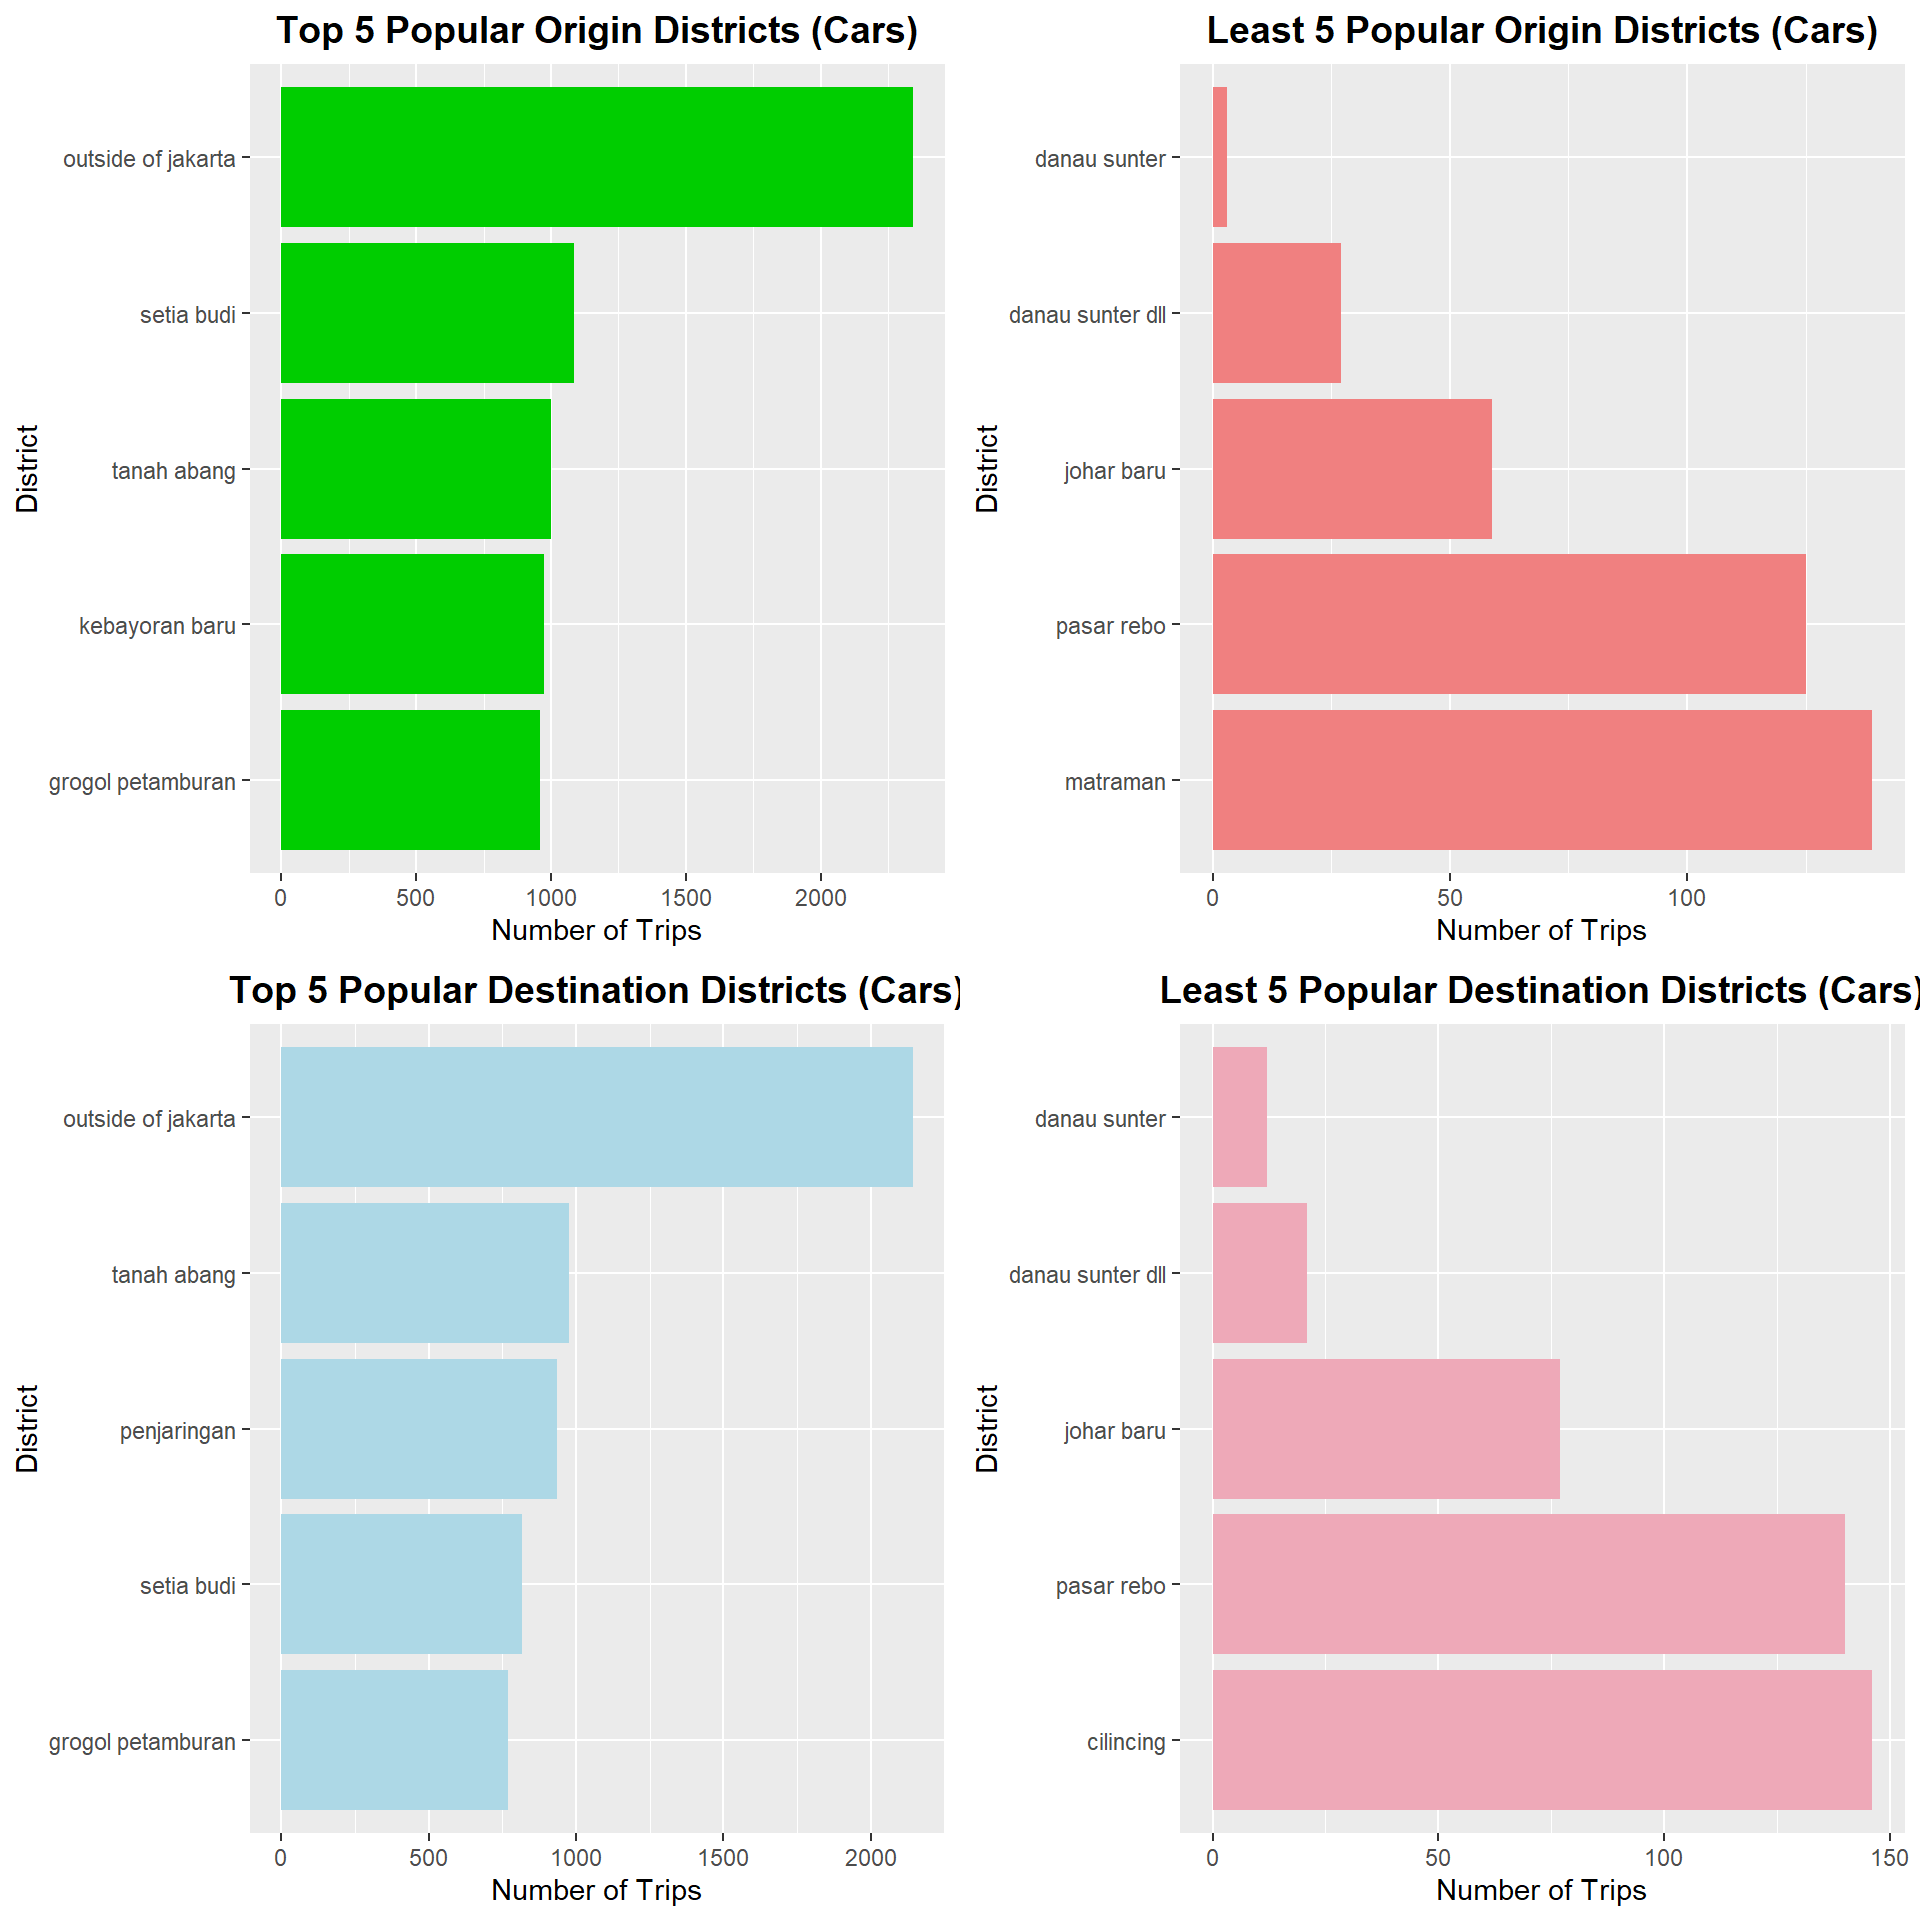 Top 5 Popular Origin Districts (Cars)
District
outside of jakarta
setia budi
tanah abang
kebayoran baru
grogol petamburan
0 500 1000 1500 2000
Number of Trips
Least 5 Popular Origin Districts (Cars)
District
danau sunter
danau sunter dll
johar baru
pasar rebo
matraman
0 50 100
Number of Trips
Top 5 Popular Destination Districts (Cars)
District
outside of jakarta
tanah abang
penjaringan
setia budi
grogol petamburan
0 500 1000 1500 2000
Number of Trips
Least 5 Popular Destination Districts (Cars)
District
danau sunter
danau sunter dll
johar baru
pasar rebo
cilincing
0 50 100 150
Number of Trips